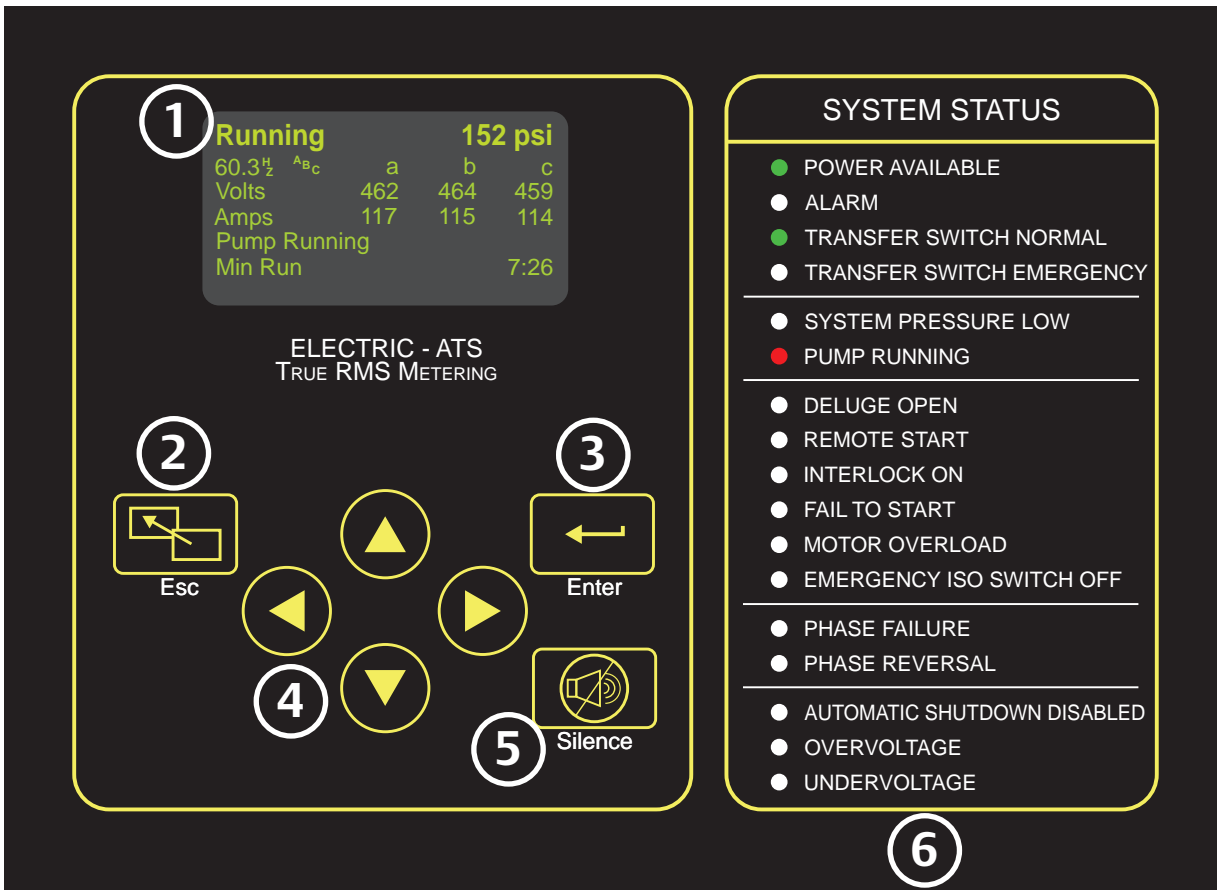 1
Running 152 psi
60.3 Hz ABC a b c
Volts 462 464 459
Amps 117 115 114
Pump Running
Min Run 7:26
ELECTRIC - ATS
TRUE RMS METERING
2
Esc
3
Enter
4
5
Silence
SYSTEM STATUS
POWER AVAILABLE
ALARM
TRANSFER SWITCH NORMAL
TRANSFER SWITCH EMERGENCY
SYSTEM PRESSURE LOW
PUMP RUNNING
DELUGE OPEN
REMOTE START
INTERLOCK ON
FAIL TO START
MOTOR OVERLOAD
EMERGENCY ISO SWITCH OFF
PHASE FAILURE
PHASE REVERSAL
AUTOMATIC SHUTDOWN DISABLED
OVERVOLTAGE
UNDERVOLTAGE
6